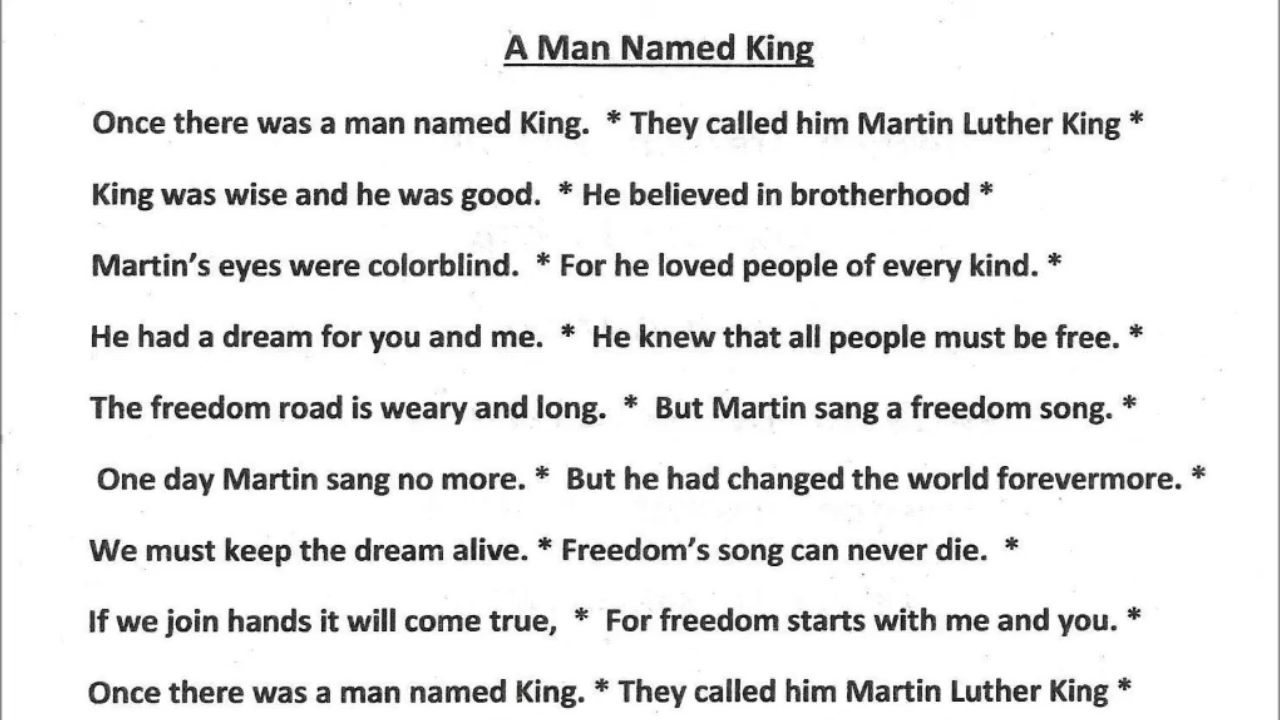 A Man Named King
Once there was a man named King. * They called him Martin Luther King *
King was wise and he was good. * He believed in brotherhood *
Martin's eyes were colorblind. * For he loved people of every kind. *
He had a dream for you and me. * He knew that all people must be free. *
The freedom road is weary and long. * But Martin sang a freedom song. *
One day Martin sang no more. * But he had changed the world forevermore. *
We must keep the dream alive. * Freedom's song can never die. *
If we join hands it will come true, * For freedom starts with me and you. *
Once there was a man named King. * They called him Martin Luther King *